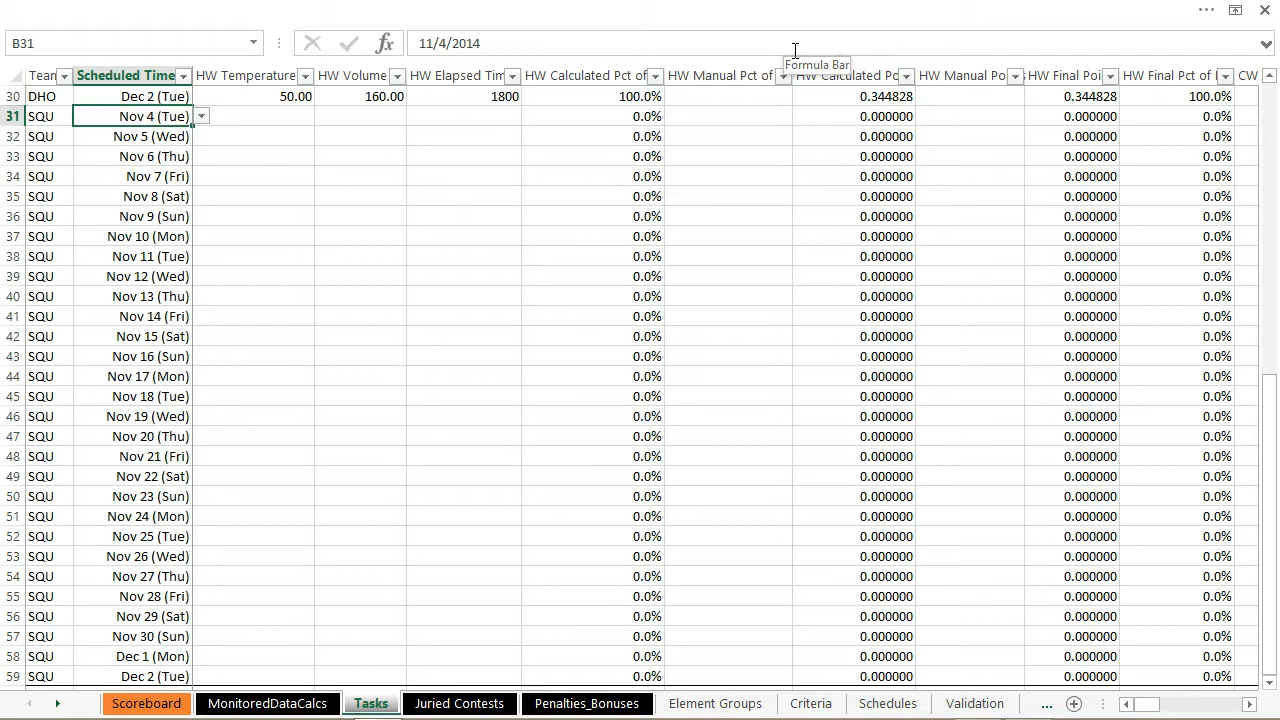 B31 fx 11/4/2014
Formula Bar
Team Scheduled Time HW Temperature HW Volume HW Elapsed Tim HW Calculated Pct of HW Manual Pct of HW Calculated Po HW Manual Po HW Final Poi HW Final Pct of CW
30 DHO Dec 2 (Tue) 50.00 160.00 1800 100.0% 0.344828 0.344828 100.0%
31 SQU Nov 4 (Tue) 0.0% 0.000000 0.000000 0.0%
32 SQU Nov 5 (Wed) 0.0% 0.000000 0.000000 0.0%
33 SQU Nov 6 (Thu) 0.0% 0.000000 0.000000 0.0%
34 SQU Nov 7 (Fri) 0.0% 0.000000 0.000000 0.0%
35 SQU Nov 8 (Sat) 0.0% 0.000000 0.000000 0.0%
36 SQU Nov 9 (Sun) 0.0% 0.000000 0.000000 0.0%
37 SQU Nov 10 (Mon) 0.0% 0.000000 0.000000 0.0%
38 SQU Nov 11 (Tue) 0.0% 0.000000 0.000000 0.0%
39 SQU Nov 12 (Wed) 0.0% 0.000000 0.000000 0.0%
40 SQU Nov 13 (Thu) 0.0% 0.000000 0.000000 0.0%
41 SQU Nov 14 (Fri) 0.0% 0.000000 0.000000 0.0%
42 SQU Nov 15 (Sat) 0.0% 0.000000 0.000000 0.0%
43 SQU Nov 16 (Sun) 0.0% 0.000000 0.000000 0.0%
44 SQU Nov 17 (Mon) 0.0% 0.000000 0.000000 0.0%
45 SQU Nov 18 (Tue) 0.0% 0.000000 0.000000 0.0%
46 SQU Nov 19 (Wed) 0.0% 0.000000 0.000000 0.0%
47 SQU Nov 20 (Thu) 0.0% 0.000000 0.000000 0.0%
48 SQU Nov 21 (Fri) 0.0% 0.000000 0.000000 0.0%
49 SQU Nov 22 (Sat) 0.0% 0.000000 0.000000 0.0%
50 SQU Nov 23 (Sun) 0.0% 0.000000 0.000000 0.0%
51 SQU Nov 24 (Mon) 0.0% 0.000000 0.000000 0.0%
52 SQU Nov 25 (Tue) 0.0% 0.000000 0.000000 0.0%
53 SQU Nov 26 (Wed) 0.0% 0.000000 0.000000 0.0%
54 SQU Nov 27 (Thu) 0.0% 0.000000 0.000000 0.0%
55 SQU Nov 28 (Fri) 0.0% 0.000000 0.000000 0.0%
56 SQU Nov 29 (Sat) 0.0% 0.000000 0.000000 0.0%
57 SQU Nov 30 (Sun) 0.0% 0.000000 0.000000 0.0%
58 SQU Dec 1 (Mon) 0.0% 0.000000 0.000000 0.0%
59 SQU Dec 2 (Tue) 0.0% 0.000000 0.000000 0.0%
Scoreboard MonitoredDataCalcs Tasks Juried Contests Penalties_Bonuses Element Groups Criteria Schedules Validation ...